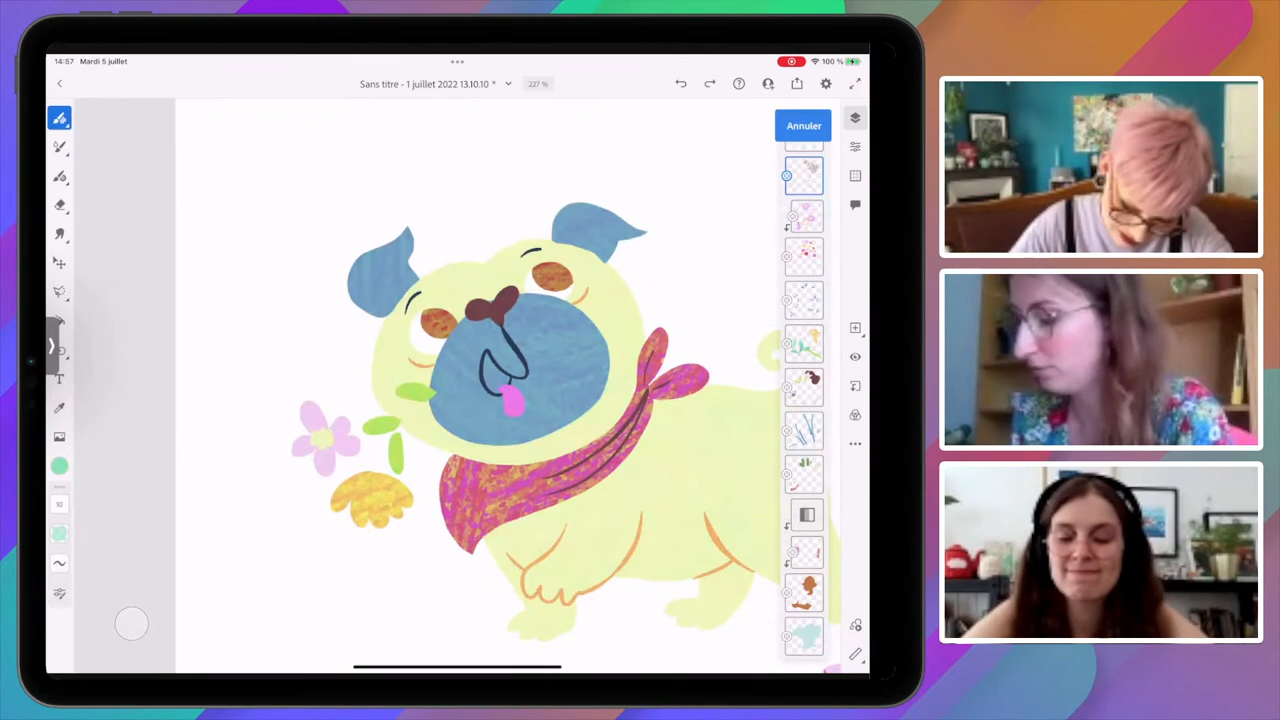 14:57 Mardi 5 juillet
100 %
Sans titre - 1 juillet 2022 13.10.10 *
227 %
Annuler
10